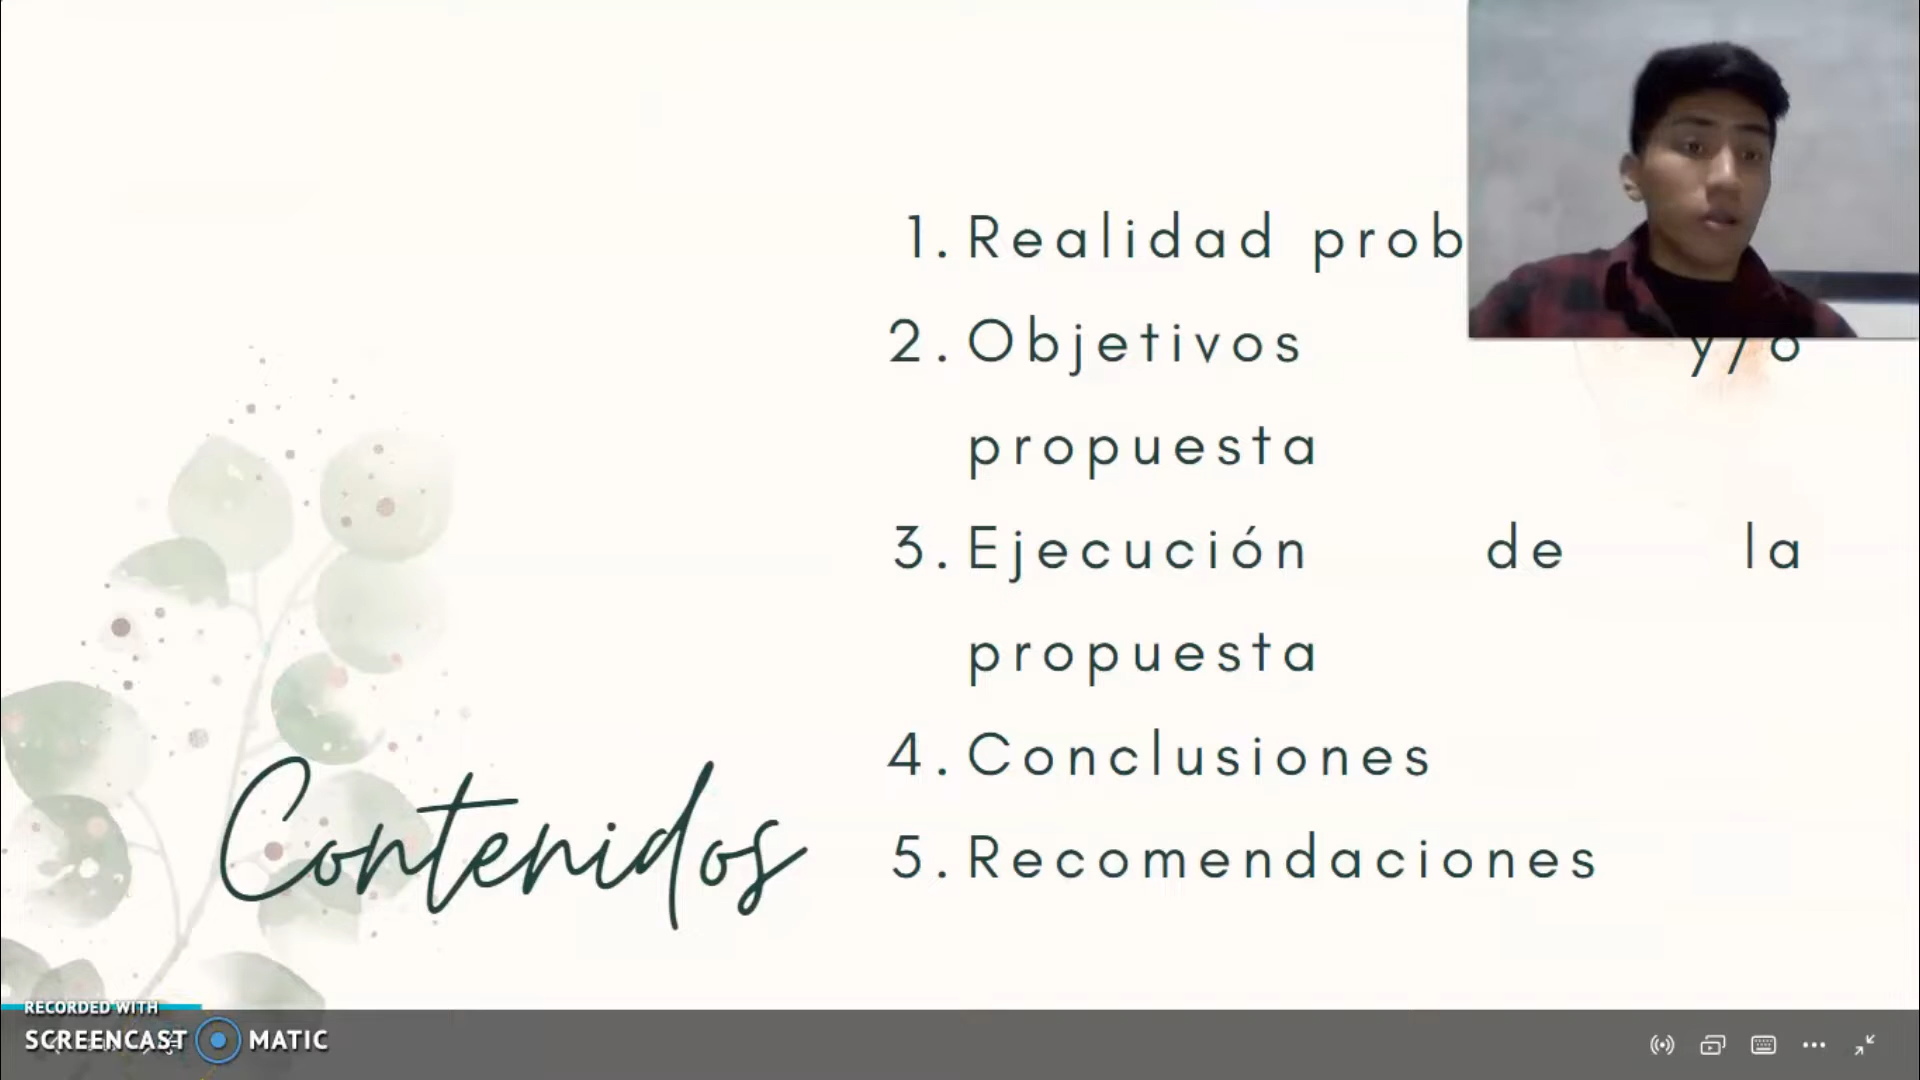 1. Realidad prob
2. Objetivos y/o
propuesta
3. Ejecución de la
propuesta
4. Conclusiones
5. Recomendaciones
Contenidos
RECORDED WITH
SCREENCAST MATIC